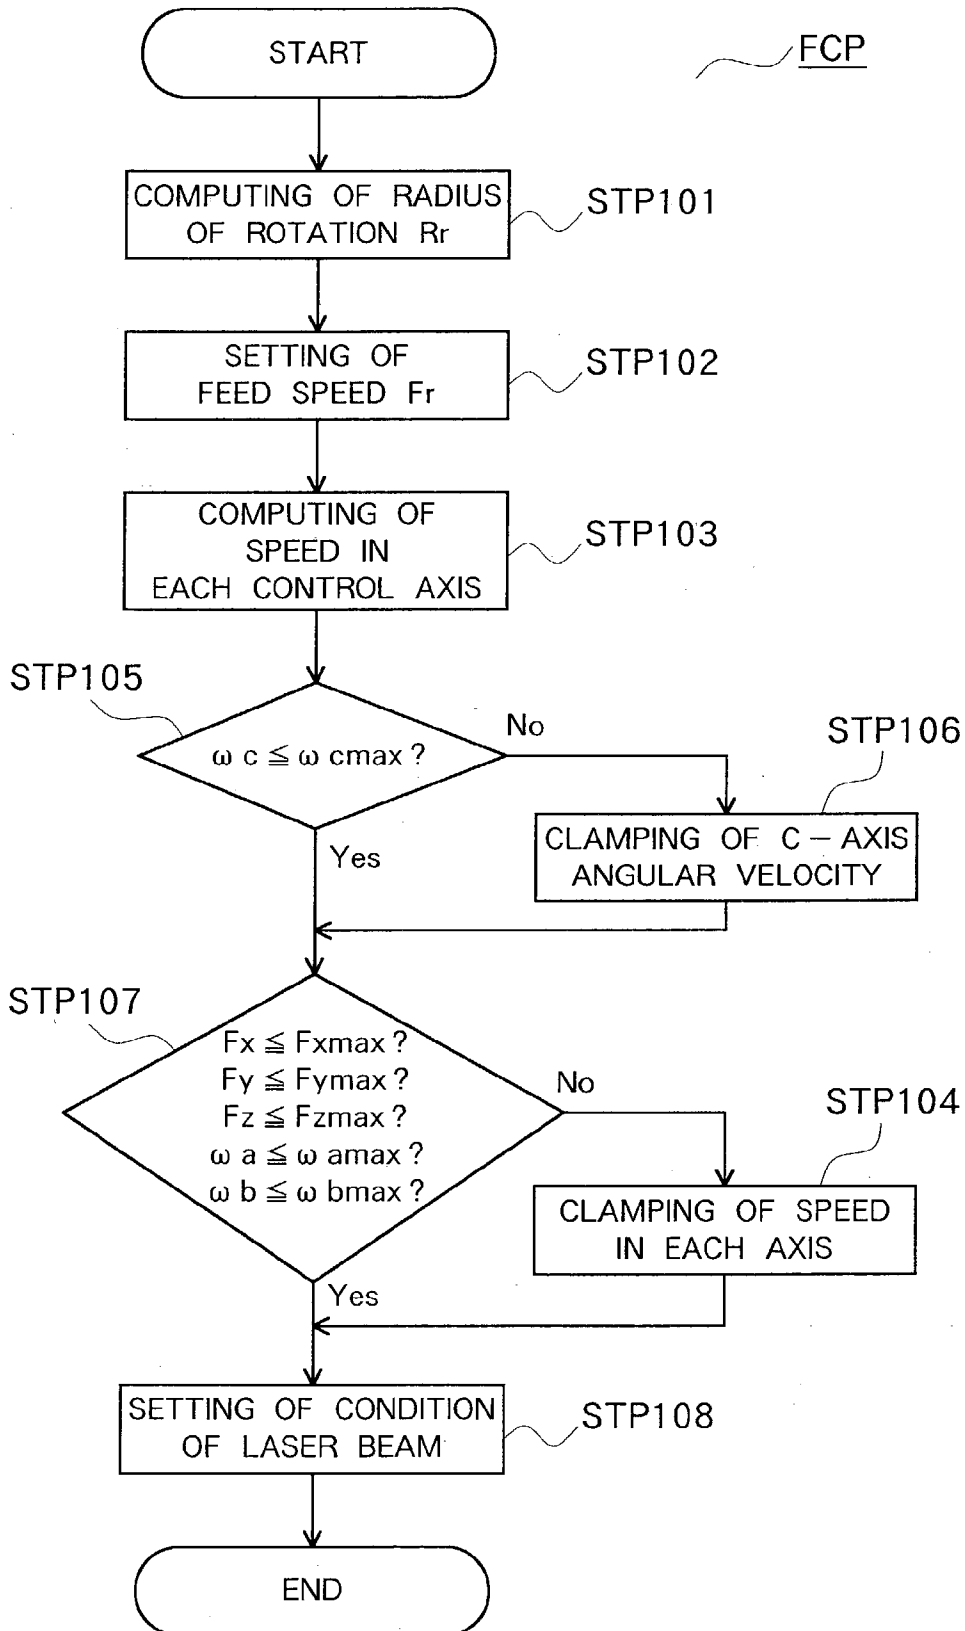 START
FCP
COMPUTING OF RADIUS
OF ROTATION Rr
STP101
SETTING OF
FEED SPEED Fr
STP102
COMPUTING OF
SPEED IN
EACH CONTROL AXIS
STP103
STP105
ω c ≦ ω cmax ?
No
Yes
STP106
CLAMPING OF C – AXIS
ANGULAR VELOCITY
STP107
Fx ≦ Fxmax ?
Fy ≦ Fymax ?
Fz ≦ Fzmax ?
ω a ≦ ω amax ?
ω b ≦ ω bmax ?
No
Yes
STP104
CLAMPING OF SPEED
IN EACH AXIS
SETTING OF CONDITION
OF LASER BEAM
STP108
END